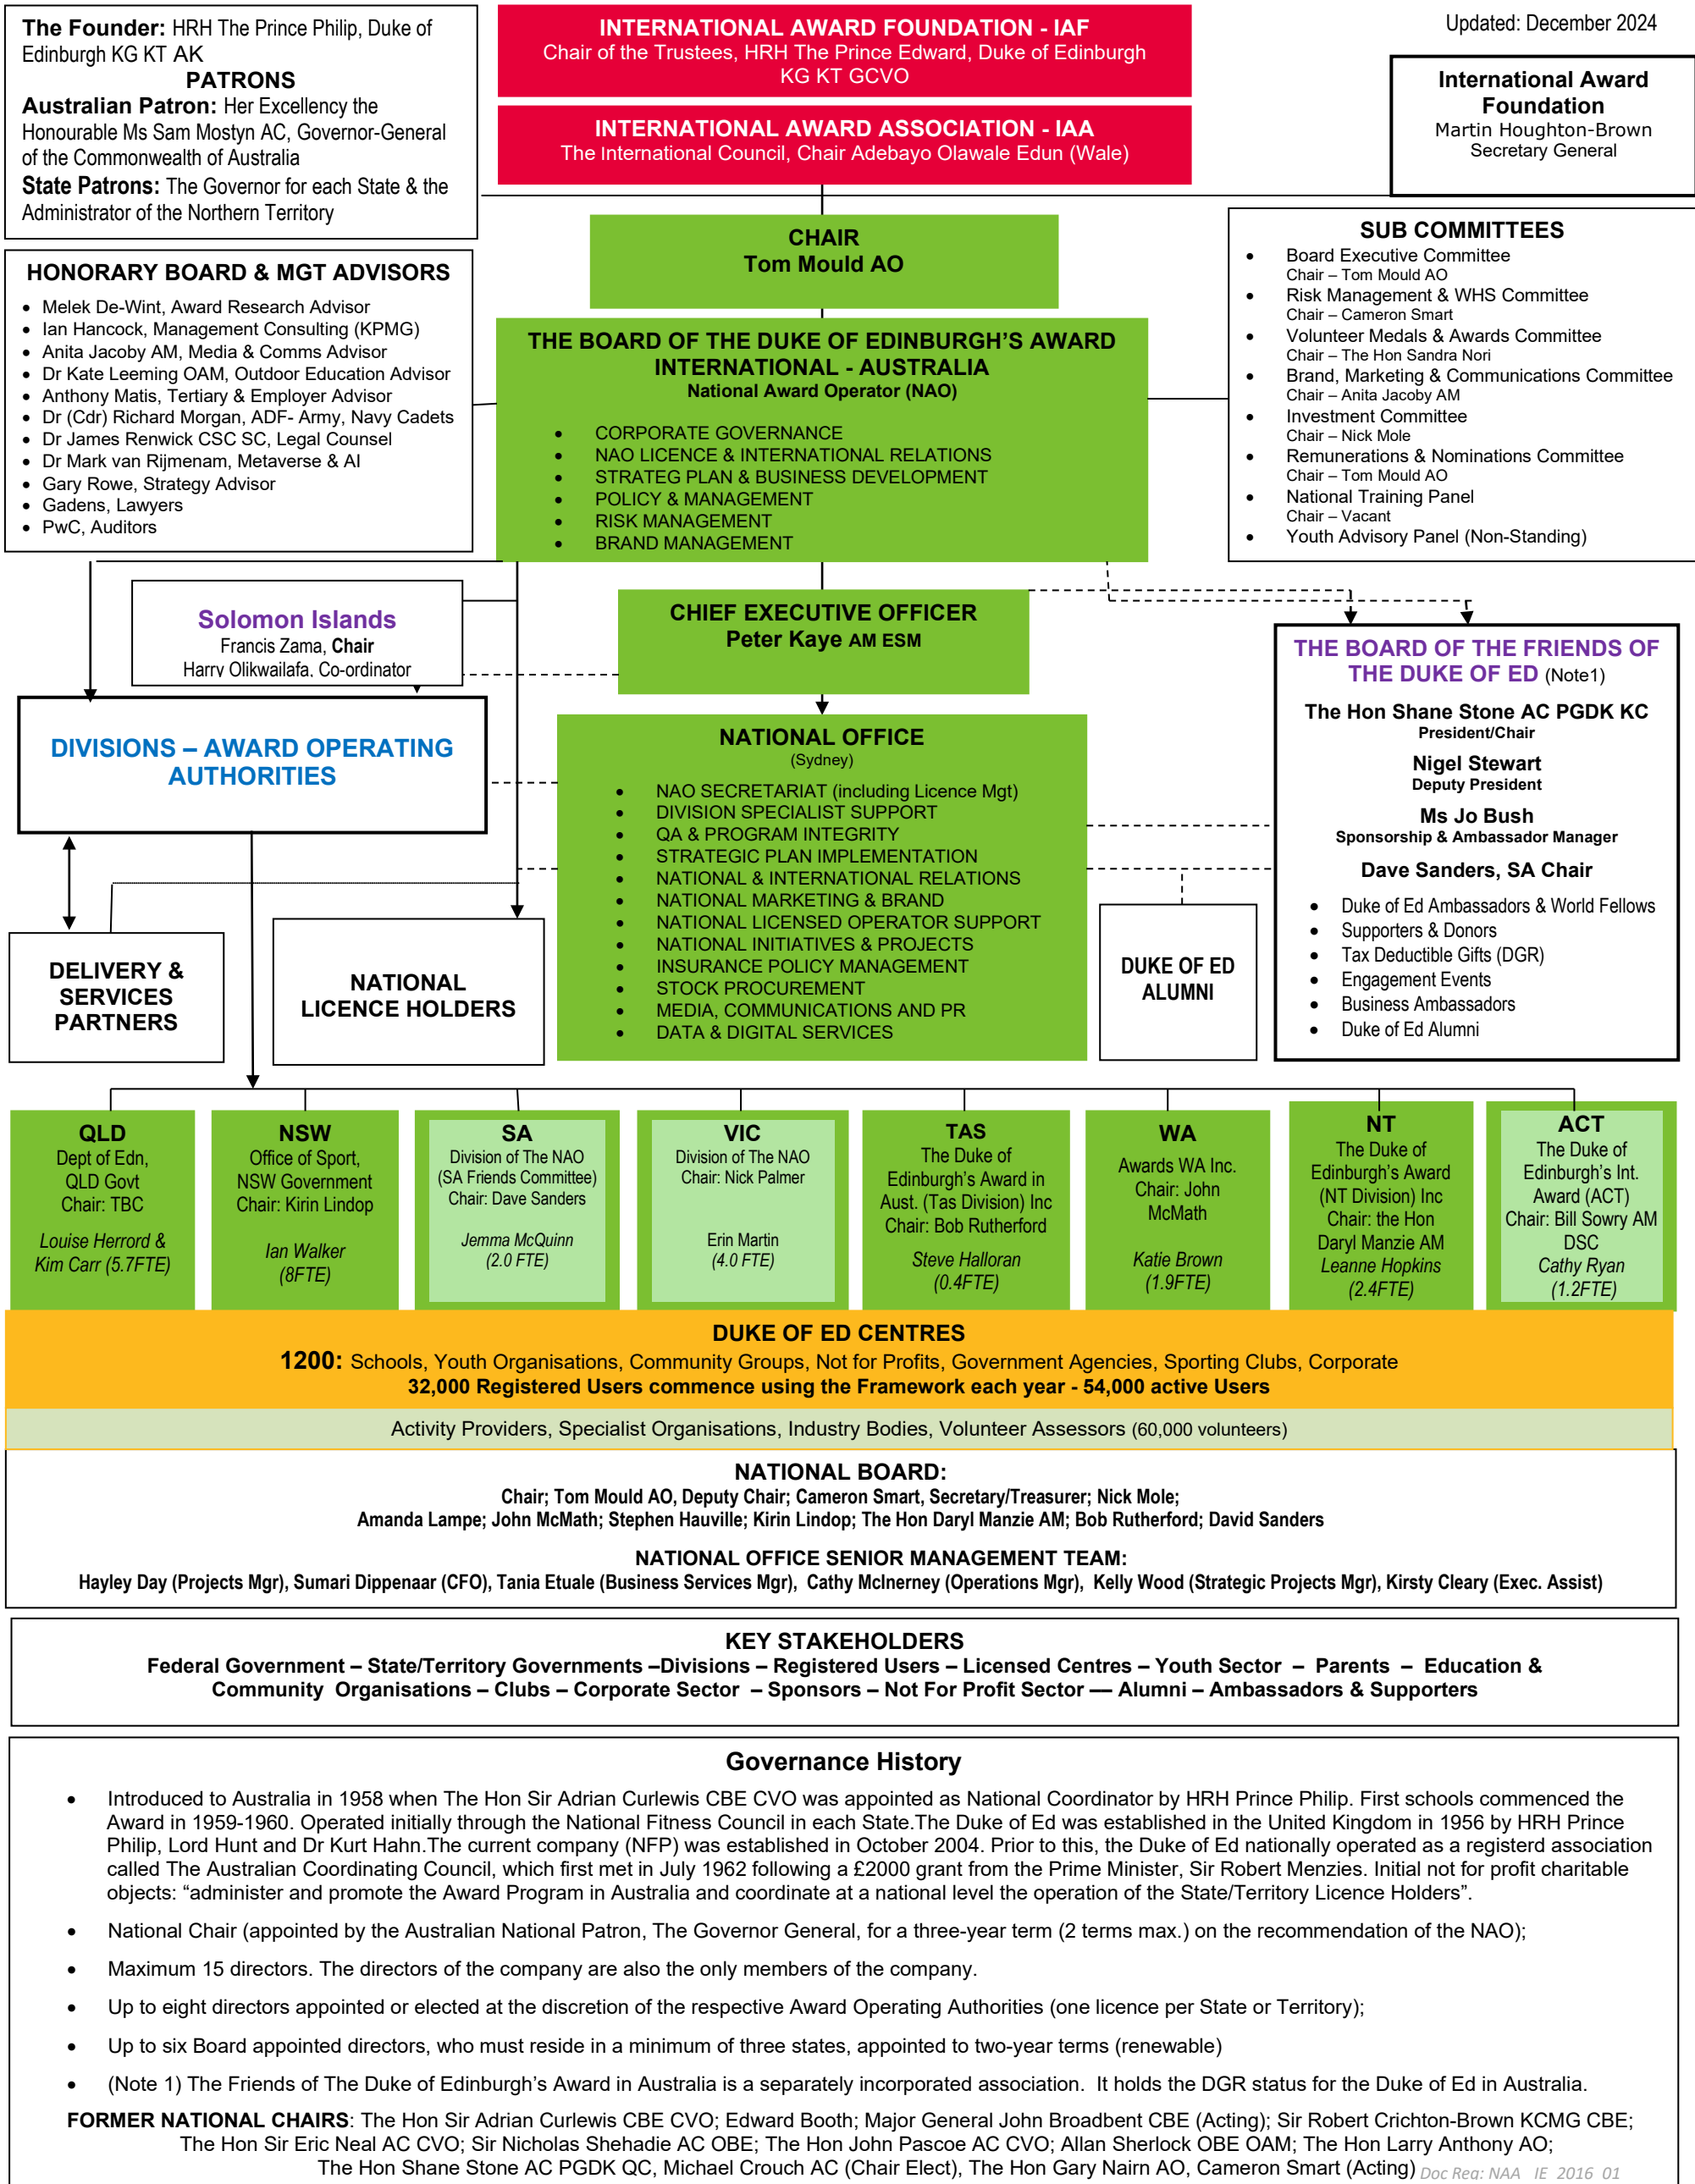 The Founder: HRH The Prince Philip, Duke of
Edinburgh KG KT AK
PATRONS
Australian Patron: Her Excellency the
Honourable Ms Sam Mostyn AC, Governor-General
of the Commonwealth of Australia
State Patrons: The Governor for each State & the
Administrator of the Northern Territory
INTERNATIONAL AWARD FOUNDATION - IAF
Chair of the Trustees, HRH The Prince Edward, Duke of Edinburgh
KG KT GCVO
INTERNATIONAL AWARD ASSOCIATION - IAA
The International Council, Chair Adebayo Olawale Edun (Wale)
Updated: December 2024
International Award
Foundation
Martin Houghton-Brown
Secretary General
CHAIR
Tom Mould AO
HONORARY BOARD & MGT ADVISORS
• Melek De-Wint, Award Research Advisor
• Ian Hancock, Management Consulting (KPMG)
• Anita Jacoby AM, Media & Comms Advisor
• Dr Kate Leeming OAM, Outdoor Education Advisor
• Anthony Matis, Tertiary & Employer Advisor
• Dr (Cdr) Richard Morgan, ADF- Army, Navy Cadets
• Dr James Renwick CSC SC, Legal Counsel
• Dr Mark van Rijmenam, Metaverse & AI
• Gary Rowe, Strategy Advisor
• Gadens, Lawyers
• PwC, Auditors
THE BOARD OF THE DUKE OF EDINBURGH'S AWARD
INTERNATIONAL - AUSTRALIA
National Award Operator (NAO)
• CORPORATE GOVERNANCE
• NAO LICENCE & INTERNATIONAL RELATIONS
• STRATEG PLAN & BUSINESS DEVELOPMENT
• POLICY & MANAGEMENT
• RISK MANAGEMENT
• BRAND MANAGEMENT
SUB COMMITTEES
• Board Executive Committee
Chair – Tom Mould AO
• Risk Management & WHS Committee
Chair – Cameron Smart
• Volunteer Medals & Awards Committee
Chair – The Hon Sandra Nori
• Brand, Marketing & Communications Committee
Chair – Anita Jacoby AM
• Investment Committee
Chair – Nick Mole
• Remunerations & Nominations Committee
Chair – Tom Mould AO
• National Training Panel
Chair – Vacant
• Youth Advisory Panel (Non-Standing)
Solomon Islands
Francis Zama, Chair
Harry Olikwailafa, Co-ordinator
CHIEF EXECUTIVE OFFICER
Peter Kaye AM ESM
DIVISIONS – AWARD OPERATING
AUTHORITIES
NATIONAL OFFICE
(Sydney)
• NAO SECRETARIAT (including Licence Mgt)
• DIVISION SPECIALIST SUPPORT
• QA & PROGRAM INTEGRITY
• STRATEGIC PLAN IMPLEMENTATION
• NATIONAL & INTERNATIONAL RELATIONS
• NATIONAL MARKETING & BRAND
• NATIONAL LICENSED OPERATOR SUPPORT
• NATIONAL INITIATIVES & PROJECTS
• INSURANCE POLICY MANAGEMENT
• STOCK PROCUREMENT
• MEDIA, COMMUNICATIONS AND PR
• DATA & DIGITAL SERVICES
THE BOARD OF THE FRIENDS OF
THE DUKE OF ED (Note1)
The Hon Shane Stone AC PGDK KC
President/Chair
Nigel Stewart
Deputy President
Ms Jo Bush
Sponsorship & Ambassador Manager
Dave Sanders, SA Chair
• Duke of Ed Ambassadors & World Fellows
• Supporters & Donors
• Tax Deductible Gifts (DGR)
• Engagement Events
• Business Ambassadors
• Duke of Ed Alumni
DELIVERY &
SERVICES
PARTNERS
NATIONAL
LICENCE HOLDERS
DUKE OF ED
ALUMNI
QLD
Dept of Edn,
QLD Govt
Chair: TBC
Louise Herrord &
Kim Carr (5.7FTE)
NSW
Office of Sport,
NSW Government
Chair: Kirin Lindop
Ian Walker
(8FTE)
SA
Division of The NAO
(SA Friends Committee)
Chair: Dave Sanders
Jemma McQuinn
(2.0 FTE)
VIC
Division of The NAO
Chair: Nick Palmer
Erin Martin
(4.0 FTE)
TAS
The Duke of
Edinburgh's Award in
Aust. (Tas Division) Inc
Chair: Bob Rutherford
Steve Halloran
(0.4FTE)
WA
Awards WA Inc.
Chair: John
McMath
Katie Brown
(1.9FTE)
NT
The Duke of
Edinburgh's Award
(NT Division) Inc
Chair: the Hon
Daryl Manzie AM
Leanne Hopkins
(2.4FTE)
ACT
The Duke of
Edinburgh's Int.
Award (ACT)
Chair: Bill Sowry AM
DSC
Cathy Ryan
(1.2FTE)
DUKE OF ED CENTRES
1200: Schools, Youth Organisations, Community Groups, Not for Profits, Government Agencies, Sporting Clubs, Corporate
32,000 Registered Users commence using the Framework each year - 54,000 active Users
Activity Providers, Specialist Organisations, Industry Bodies, Volunteer Assessors (60,000 volunteers)
NATIONAL BOARD:
Chair; Tom Mould AO, Deputy Chair; Cameron Smart, Secretary/Treasurer; Nick Mole;
Amanda Lampe; John McMath; Stephen Hauville; Kirin Lindop; The Hon Daryl Manzie AM; Bob Rutherford; David Sanders
NATIONAL OFFICE SENIOR MANAGEMENT TEAM:
Hayley Day (Projects Mgr), Sumari Dippenaar (CFO), Tania Etuale (Business Services Mgr), Cathy McInerney (Operations Mgr), Kelly Wood (Strategic Projects Mgr), Kirsty Cleary (Exec. Assist)
KEY STAKEHOLDERS
Federal Government – State/Territory Governments –Divisions – Registered Users – Licensed Centres – Youth Sector – Parents – Education &
Community Organisations – Clubs – Corporate Sector – Sponsors – Not For Profit Sector –– Alumni – Ambassadors & Supporters
Governance History
• Introduced to Australia in 1958 when The Hon Sir Adrian Curlewis CBE CVO was appointed as National Coordinator by HRH Prince Philip. First schools commenced the
Award in 1959-1960. Operated initially through the National Fitness Council in each State.The Duke of Ed was established in the United Kingdom in 1956 by HRH Prince
Philip, Lord Hunt and Dr Kurt Hahn.The current company (NFP) was established in October 2004. Prior to this, the Duke of Ed nationally operated as a registerd association
called The Australian Coordinating Council, which first met in July 1962 following a £2000 grant from the Prime Minister, Sir Robert Menzies. Initial not for profit charitable
objects: “administer and promote the Award Program in Australia and coordinate at a national level the operation of the State/Territory Licence Holders”.
• National Chair (appointed by the Australian National Patron, The Governor General, for a three-year term (2 terms max.) on the recommendation of the NAO);
• Maximum 15 directors. The directors of the company are also the only members of the company.
• Up to eight directors appointed or elected at the discretion of the respective Award Operating Authorities (one licence per State or Territory);
• Up to six Board appointed directors, who must reside in a minimum of three states, appointed to two-year terms (renewable)
• (Note 1) The Friends of The Duke of Edinburgh's Award in Australia is a separately incorporated association. It holds the DGR status for the Duke of Ed in Australia.
FORMER NATIONAL CHAIRS: The Hon Sir Adrian Curlewis CBE CVO; Edward Booth; Major General John Broadbent CBE (Acting); Sir Robert Crichton-Brown KCMG CBE;
The Hon Sir Eric Neal AC CVO; Sir Nicholas Shehadie AC OBE; The Hon John Pascoe AC CVO; Allan Sherlock OBE OAM; The Hon Larry Anthony AO;
The Hon Shane Stone AC PGDK QC, Michael Crouch AC (Chair Elect), The Hon Gary Nairn AO, Cameron Smart (Acting)
Doc Reg: NAA_IE_2016_01